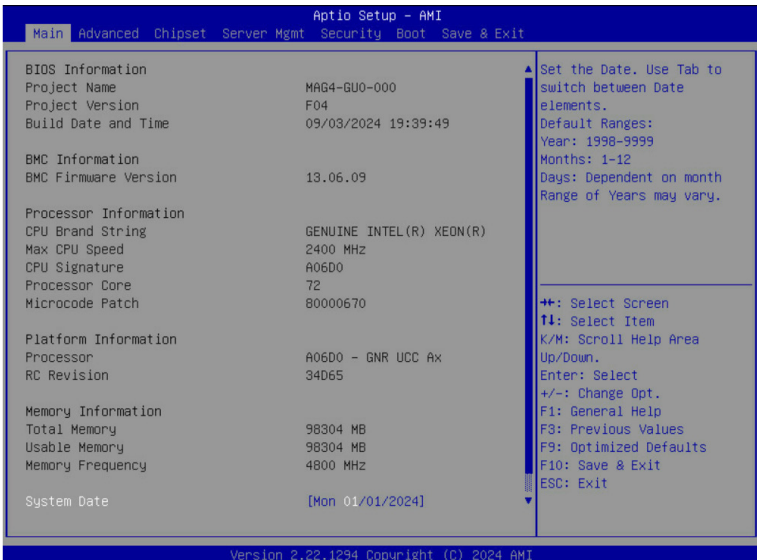 Aptio Setup - AMI
Main Advanced Chipset Server Mgmt Security Boot Save & Exit
BIOS Information
Project Name MAG4-GU0-000
Project Version F04
Build Date and Time 09/03/2024 19:39:49
BMC Information
BMC Firmware Version 13.06.09
Processor Information
CPU Brand String GENUINE INTEL(R) XEON(R)
Max CPU Speed 2400 MHz
CPU Signature A06D0
Processor Core 72
Microcode Patch 80000670
Platform Information
Processor A06D0 - GNR UCC Ax
RC Revision 34D65
Memory Information
Total Memory 98304 MB
Usable Memory 98304 MB
Memory Frequency 4800 MHz
System Date [Mon 01/01/2024]
Set the Date. Use Tab to
switch between Date
elements.
Default Ranges:
Year: 1998-9999
Months: 1-12
Days: Dependent on month
Range of Years may vary.
→←: Select Screen
↑↓: Select Item
K/M: Scroll Help Area
Up/Down.
Enter: Select
+/-: Change Opt.
F1: General Help
F3: Previous Values
F9: Optimized Defaults
F10: Save & Exit
ESC: Exit
Version 2.22.1294 Copyright (C) 2024 AMI